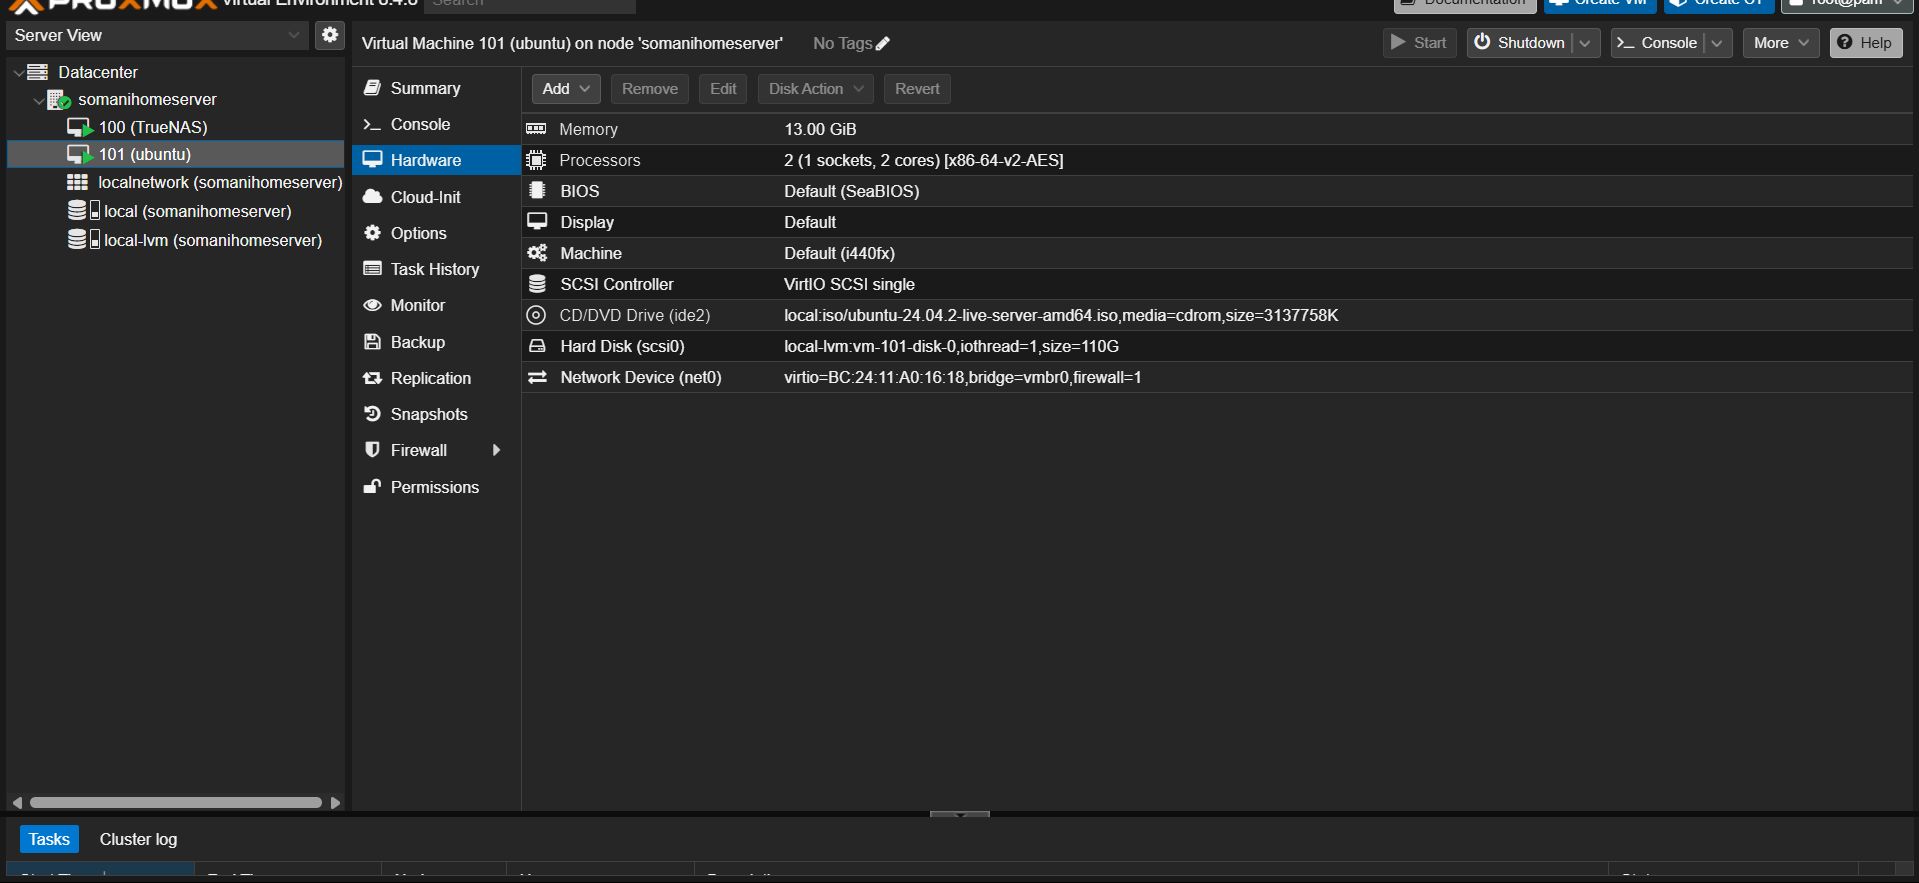 PROXMOX Virtual Environment Search Documentation Create VM Create CT root@pam
Server View
Datacenter
somanihomeserver
100 (TrueNAS)
101 (ubuntu)
localnetwork (somanihomeserver)
local (somanihomeserver)
local-lvm (somanihomeserver)
Virtual Machine 101 (ubuntu) on node 'somanihomeserver' No Tags Start Shutdown Console More Help
Summary
Console
Hardware
Cloud-Init
Options
Task History
Monitor
Backup
Replication
Snapshots
Firewall
Permissions
Add Remove Edit Disk Action Revert
Memory 13.00 GiB
Processors 2 (1 sockets, 2 cores) [x86-64-v2-AES]
BIOS Default (SeaBIOS)
Display Default
Machine Default (i440fx)
SCSI Controller VirtIO SCSI single
CD/DVD Drive (ide2) local:iso/ubuntu-24.04.2-live-server-amd64.iso,media=cdrom,size=3137758K
Hard Disk (scsi0) local-lvm:vm-101-disk-0,iothread=1,size=110G
Network Device (net0) virtio=BC:24:11:A0:16:18,bridge=vmbr0,firewall=1
Tasks Cluster log